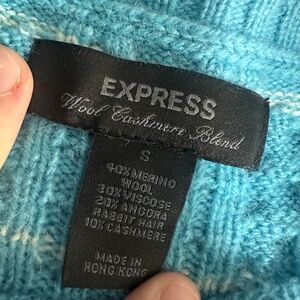 EXPRESS
Wool Cashmere Blend
S
40% MERINO
WOOL
30% VISCOSE
20% ANGORA
RABBIT HAIR
10% CASHMERE
MADE IN
HONG KONG